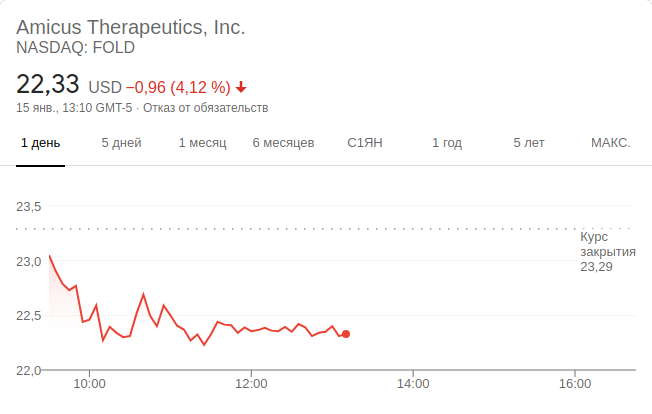 Amicus Therapeutics, Inc.
NASDAQ: FOLD
22,33 USD −0,96 (4,12 %)
15 янв., 13:10 GMT-5 · Отказ от обязательств
1 день 5 дней 1 месяц 6 месяцев С1ЯН 1 год 5 лет МАКС.
23,5
Курс
закрытия
23,29
23,0
22,5
22,0
10:00 12:00 14:00 16:00